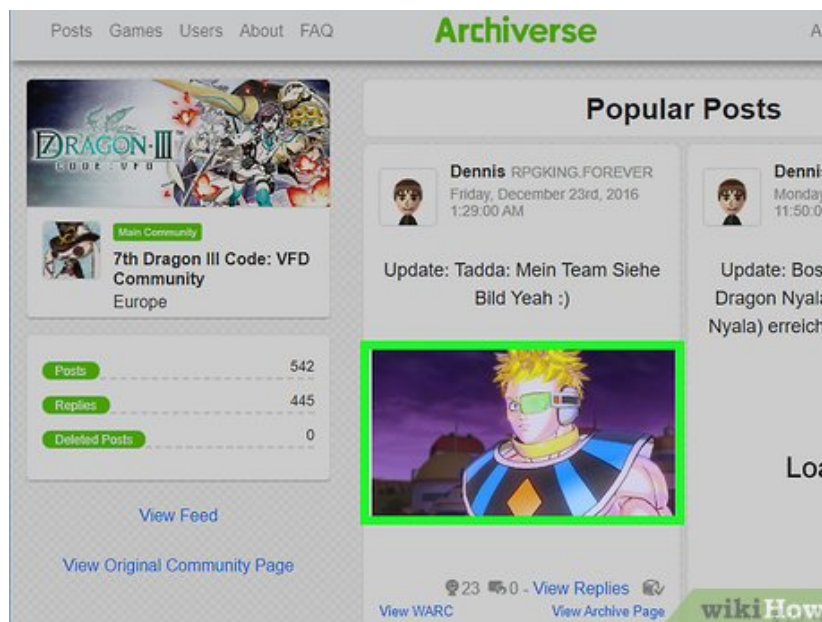 Posts Games Users About FAQ
Archiverse
7TH DRAGON·III
CODE:VFD
Main Community
7th Dragon III Code: VFD
Community
Europe
Posts 542
Replies 445
Deleted Posts 0
View Feed
View Original Community Page
Popular Posts
Dennis RPGKING.FOREVER
Friday, December 23rd, 2016
1:29:00 AM
Update: Tadda: Mein Team Siehe
Bild Yeah :)
23 0 - View Replies
View WARC View Archive Page
Monday
Update: Bos
Dragon Nyala
Nyala) erreich
wikiHow